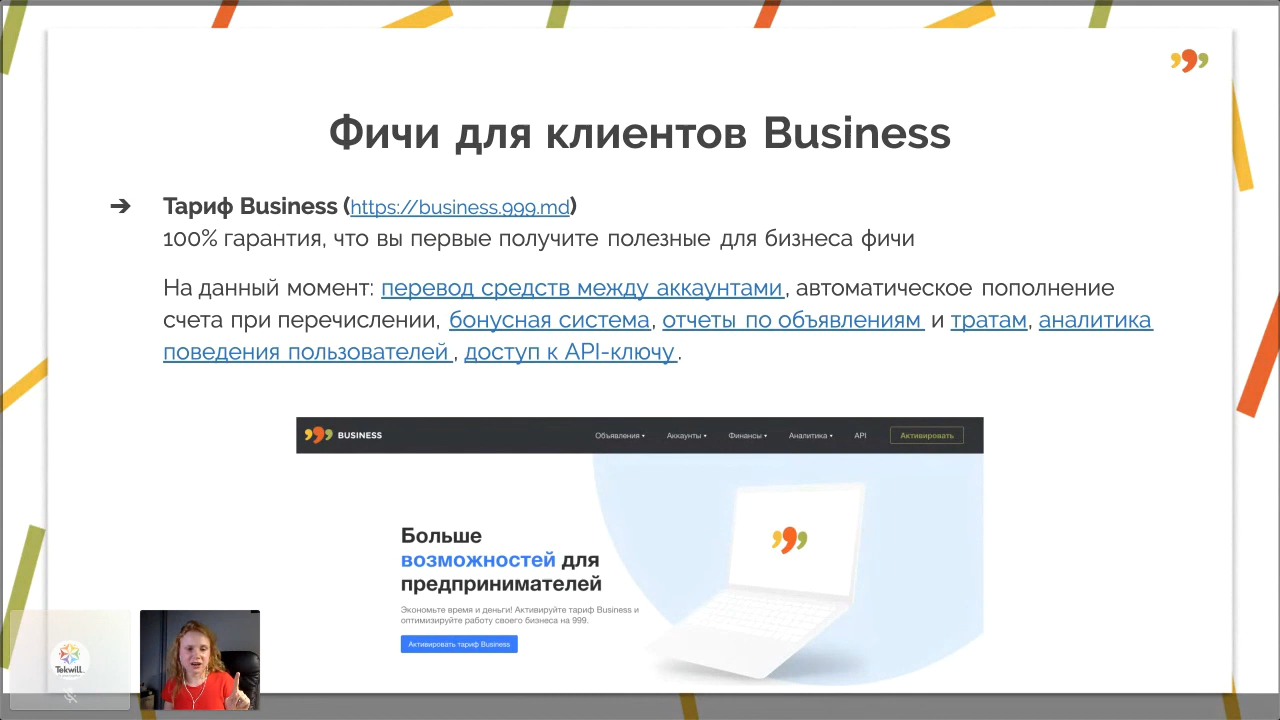 Фичи для клиентов Business
➔ Тариф Business (https://business.999.md)
100% гарантия, что вы первые получите полезные для бизнеса фичи
На данный момент: перевод средств между аккаунтами, автоматическое пополнение
счета при перечислении, бонусная система, отчеты по объявлениям и тратам, аналитика
поведения пользователей, доступ к API-ключу.
999 BUSINESS Объявления ▾ Аккаунты ▾ Финансы ▾ Аналитика ▾ API Активировать
Больше
возможностей для
предпринимателей
Экономьте время и деньги! Активируйте тариф Business и
оптимизируйте работу своего бизнеса на 999.
Активировать тариф Business
Tekwill